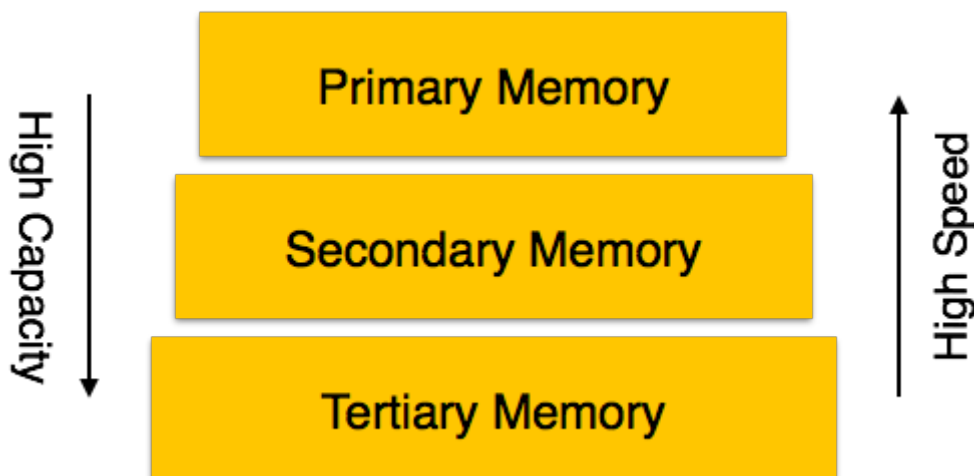 Primary Memory
High Capacity
High Speed
Secondary Memory
Tertiary Memory